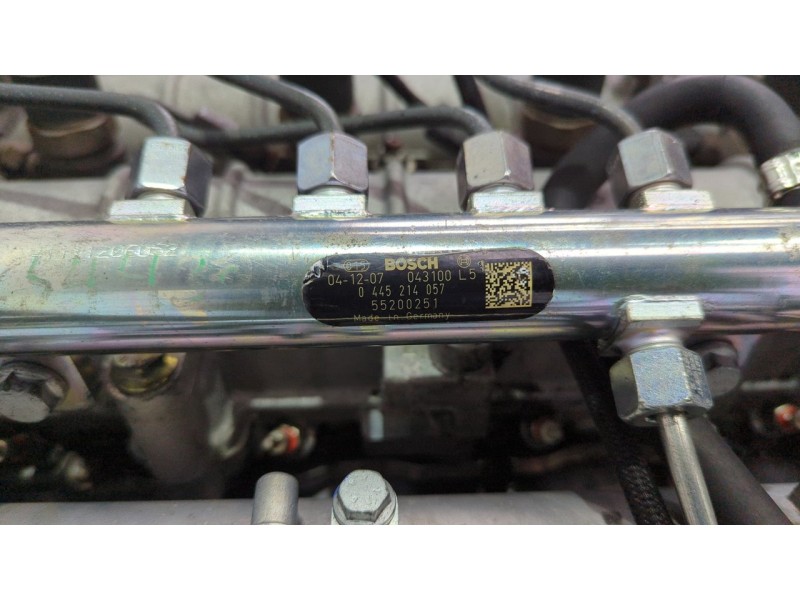 BOSCH
04-12-07 043100 L5
0 445 214 057
55200251
Made in Germany